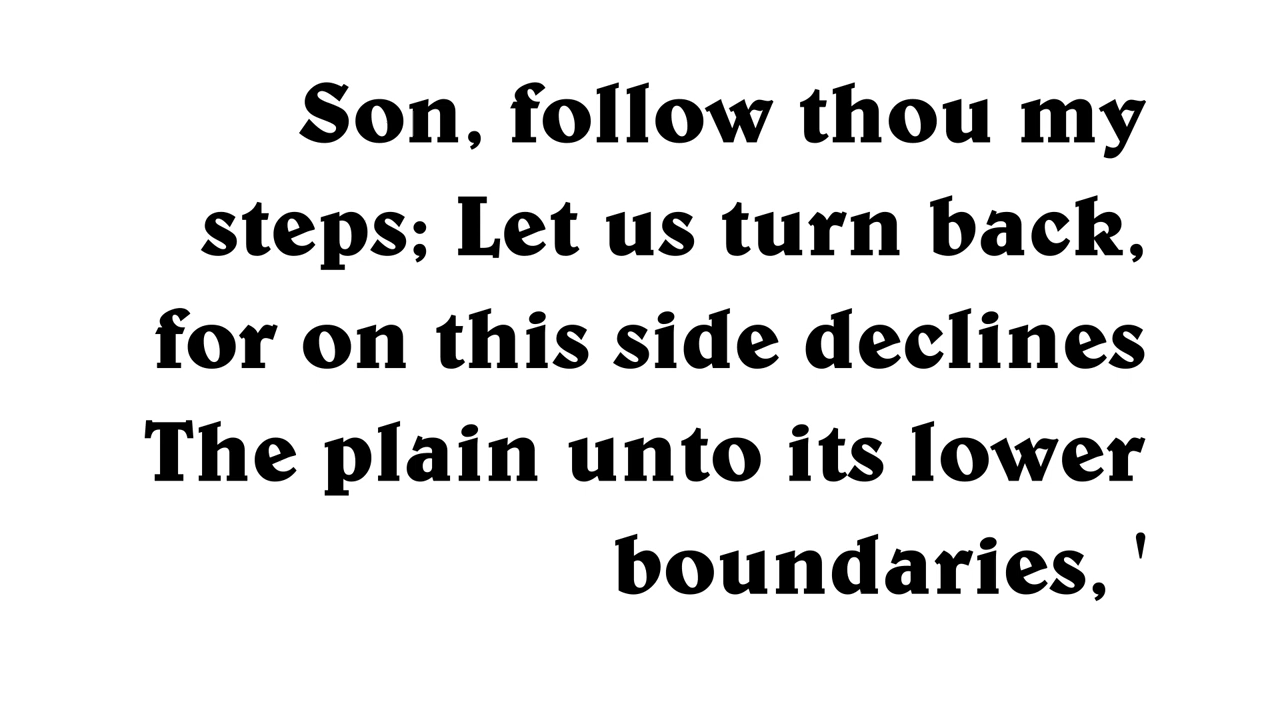 Son, follow thou my
steps; Let us turn back,
for on this side declines
The plain unto its lower
boundaries, '